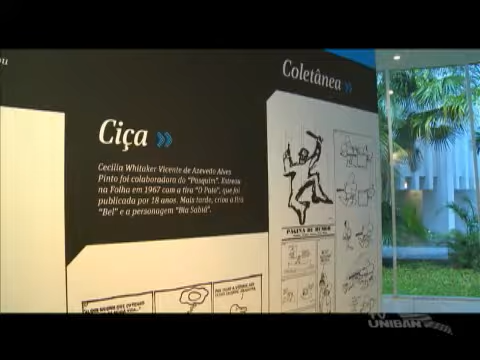 Coletânea »
Ciça »
Cecília Whitaker Vicente de Azevedo Alves
Pinto foi colaboradora do "Pasquim". Estreou
na Folha em 1967 com a tira "O Pato", que foi
publicada por 18 anos. Mais tarde, criou a tira
"Bel" e a personagem "Bia Sabiá".
PAGINA DE HUMOR
TV
UNIBAN